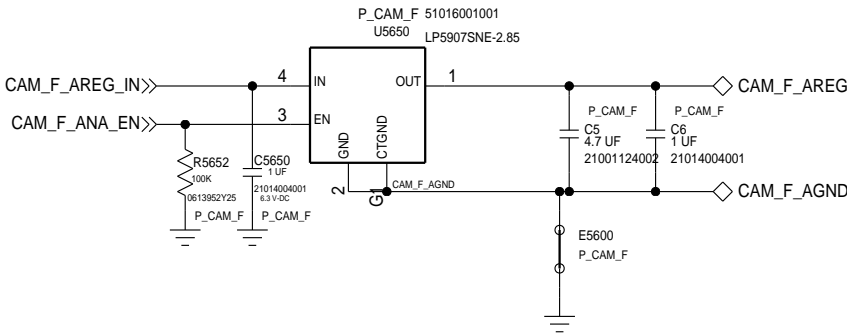 P_CAM_F 51016001001
U5650
LP5907SNE-2.85
CAM_F_AREG_IN
4
IN
OUT
1
CAM_F_AREG
CAM_F_ANA_EN
3
EN
GND
CTGND
P_CAM_F
C5
4.7 UF
21001124002
P_CAM_F
C6
1 UF
21014004001
R5652
100K
0613952Y25
P_CAM_F
C5650
1 UF
21014004001
6.3 V-DC
P_CAM_F
2
G1
CAM_F_AGND
CAM_F_AGND
E5600
P_CAM_F